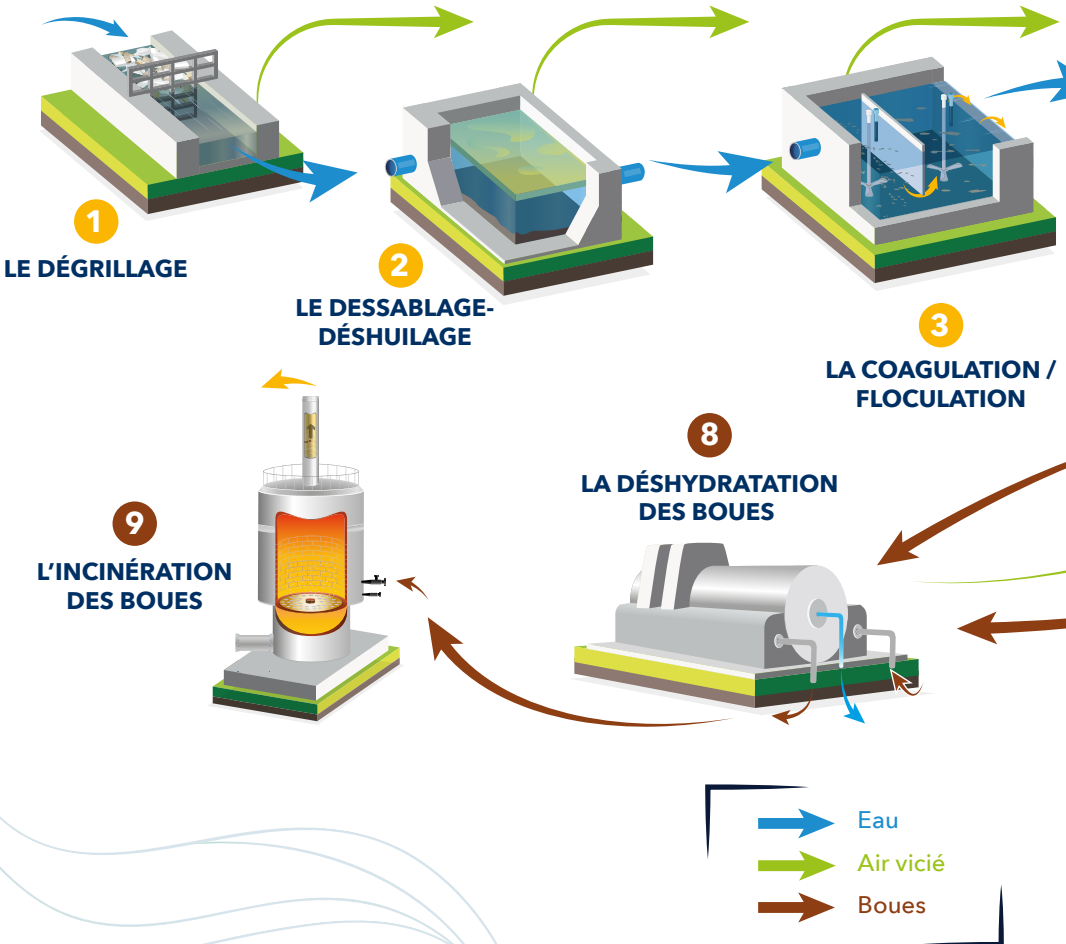 1
LE DÉGRILLAGE
2
LE DESSABLAGE-
DÉSHUILAGE
3
LA COAGULATION /
FLOCULATION
8
LA DÉSHYDRATATION
DES BOUES
9
L’INCINÉRATION
DES BOUES
Eau
Air vicié
Boues